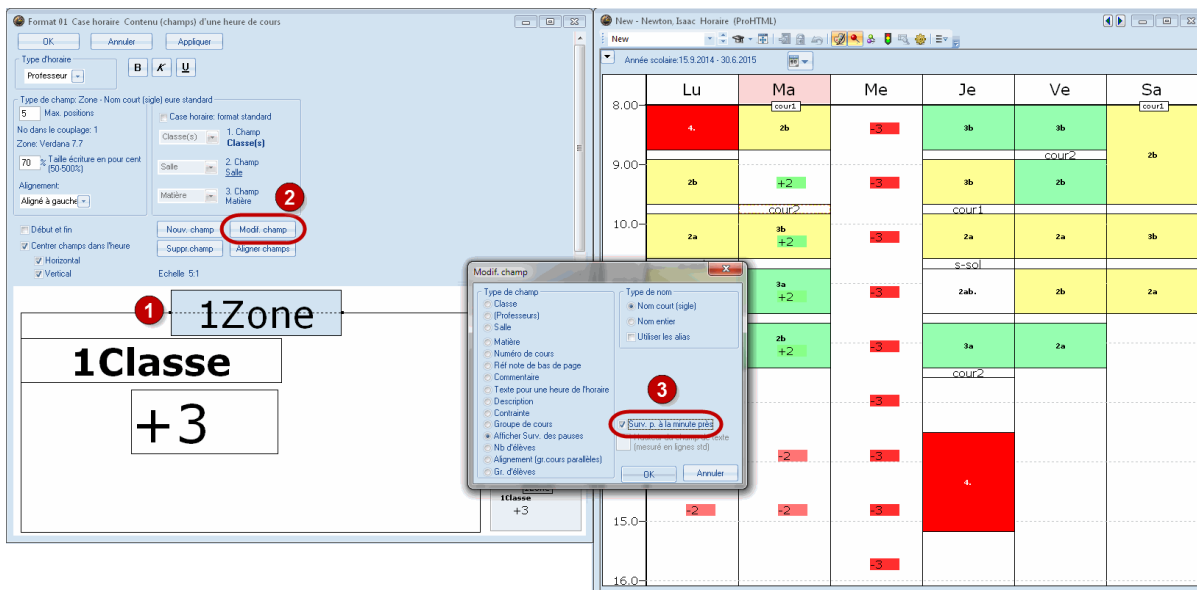 Format 01 Case horaire Contenu (champs) d'une heure de cours
OK Annuler Appliquer
Type d'horaire
Professeur
B K U
Type de champ: Zone - Nom court (sigle) eure standard
5 Max. positions
No dans le couplage: 1
Zone: Verdana 7.7
70 % Taille écriture en pour cent
(50-500%)
Alignement:
Aligné à gauche
Case horaire: format standard
Classe(s) 1. Champ
Classe(s)
Salle 2. Champ
Salle
Matière 3. Champ
Matière
2
Début et fin
Centrer champs dans l'heure
Horizontal
Vertical
Nouv. champ Modif. champ
Suppr.champ Aligner champs
Echelle 5:1
1
1Zone
1Classe
+3
1Classe
+3
Modif. champ
Type de champ
Classe
(Professeurs)
Salle
Matière
Numéro de cours
Réf note de bas de page
Commentaire
Texte pour une heure de l'horaire
Description
Contrainte
Groupe de cours
Afficher Surv. des pauses
Nb d'élèves
Alignement (gr.cours parallèles)
Gr. d'élèves
Type de nom
Nom court (sigle)
Nom entier
Utiliser les alias
3
Surv. p. à la minute près
(mesuré en lignes std)
OK Annuler
New - Newton, Isaac Horaire (ProHTML)
New
Année scolaire:15.9.2014 - 30.6.2015
Lu Ma Me Je Ve Sa
8.00 cour1 cour1
4. 2b -3 3b 3b
2b
9.00 cour2
2b +2 -3 3b 2b
cour2 cour1
10.0
2a 3b +2 -3 2a 2a 3b
s-sol
3a +2 -3 2ab. 2b 2a
2b +2 -3 3a 2a
cour2
-3
-2 -3
4.
-2 -2 -3
15.0
-3
16.0